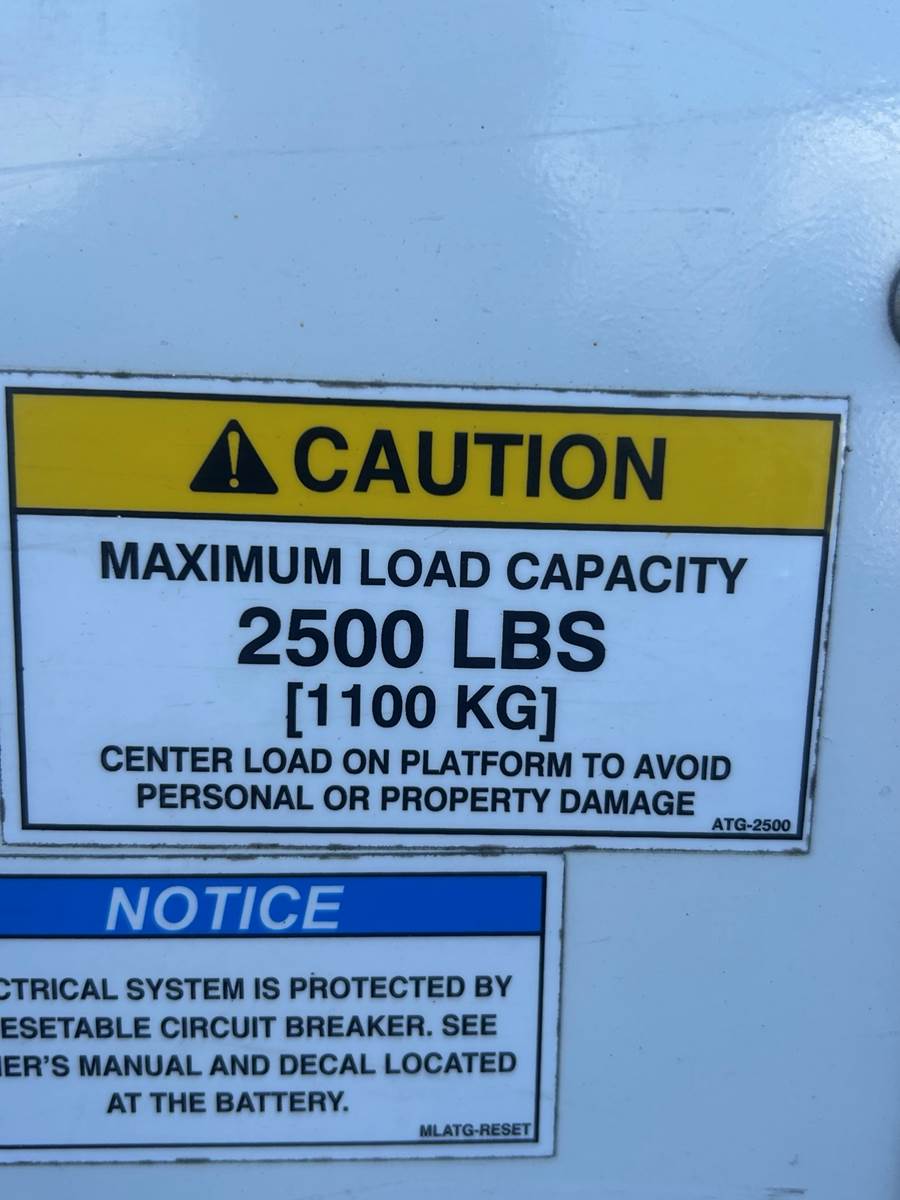 CAUTION
MAXIMUM LOAD CAPACITY
2500 LBS
[1100 KG]
CENTER LOAD ON PLATFORM TO AVOID
PERSONAL OR PROPERTY DAMAGE
ATG-2500
NOTICE
CTRICAL SYSTEM IS PROTECTED BY
ESETABLE CIRCUIT BREAKER. SEE
ER'S MANUAL AND DECAL LOCATED
AT THE BATTERY.
MLATG-RESET